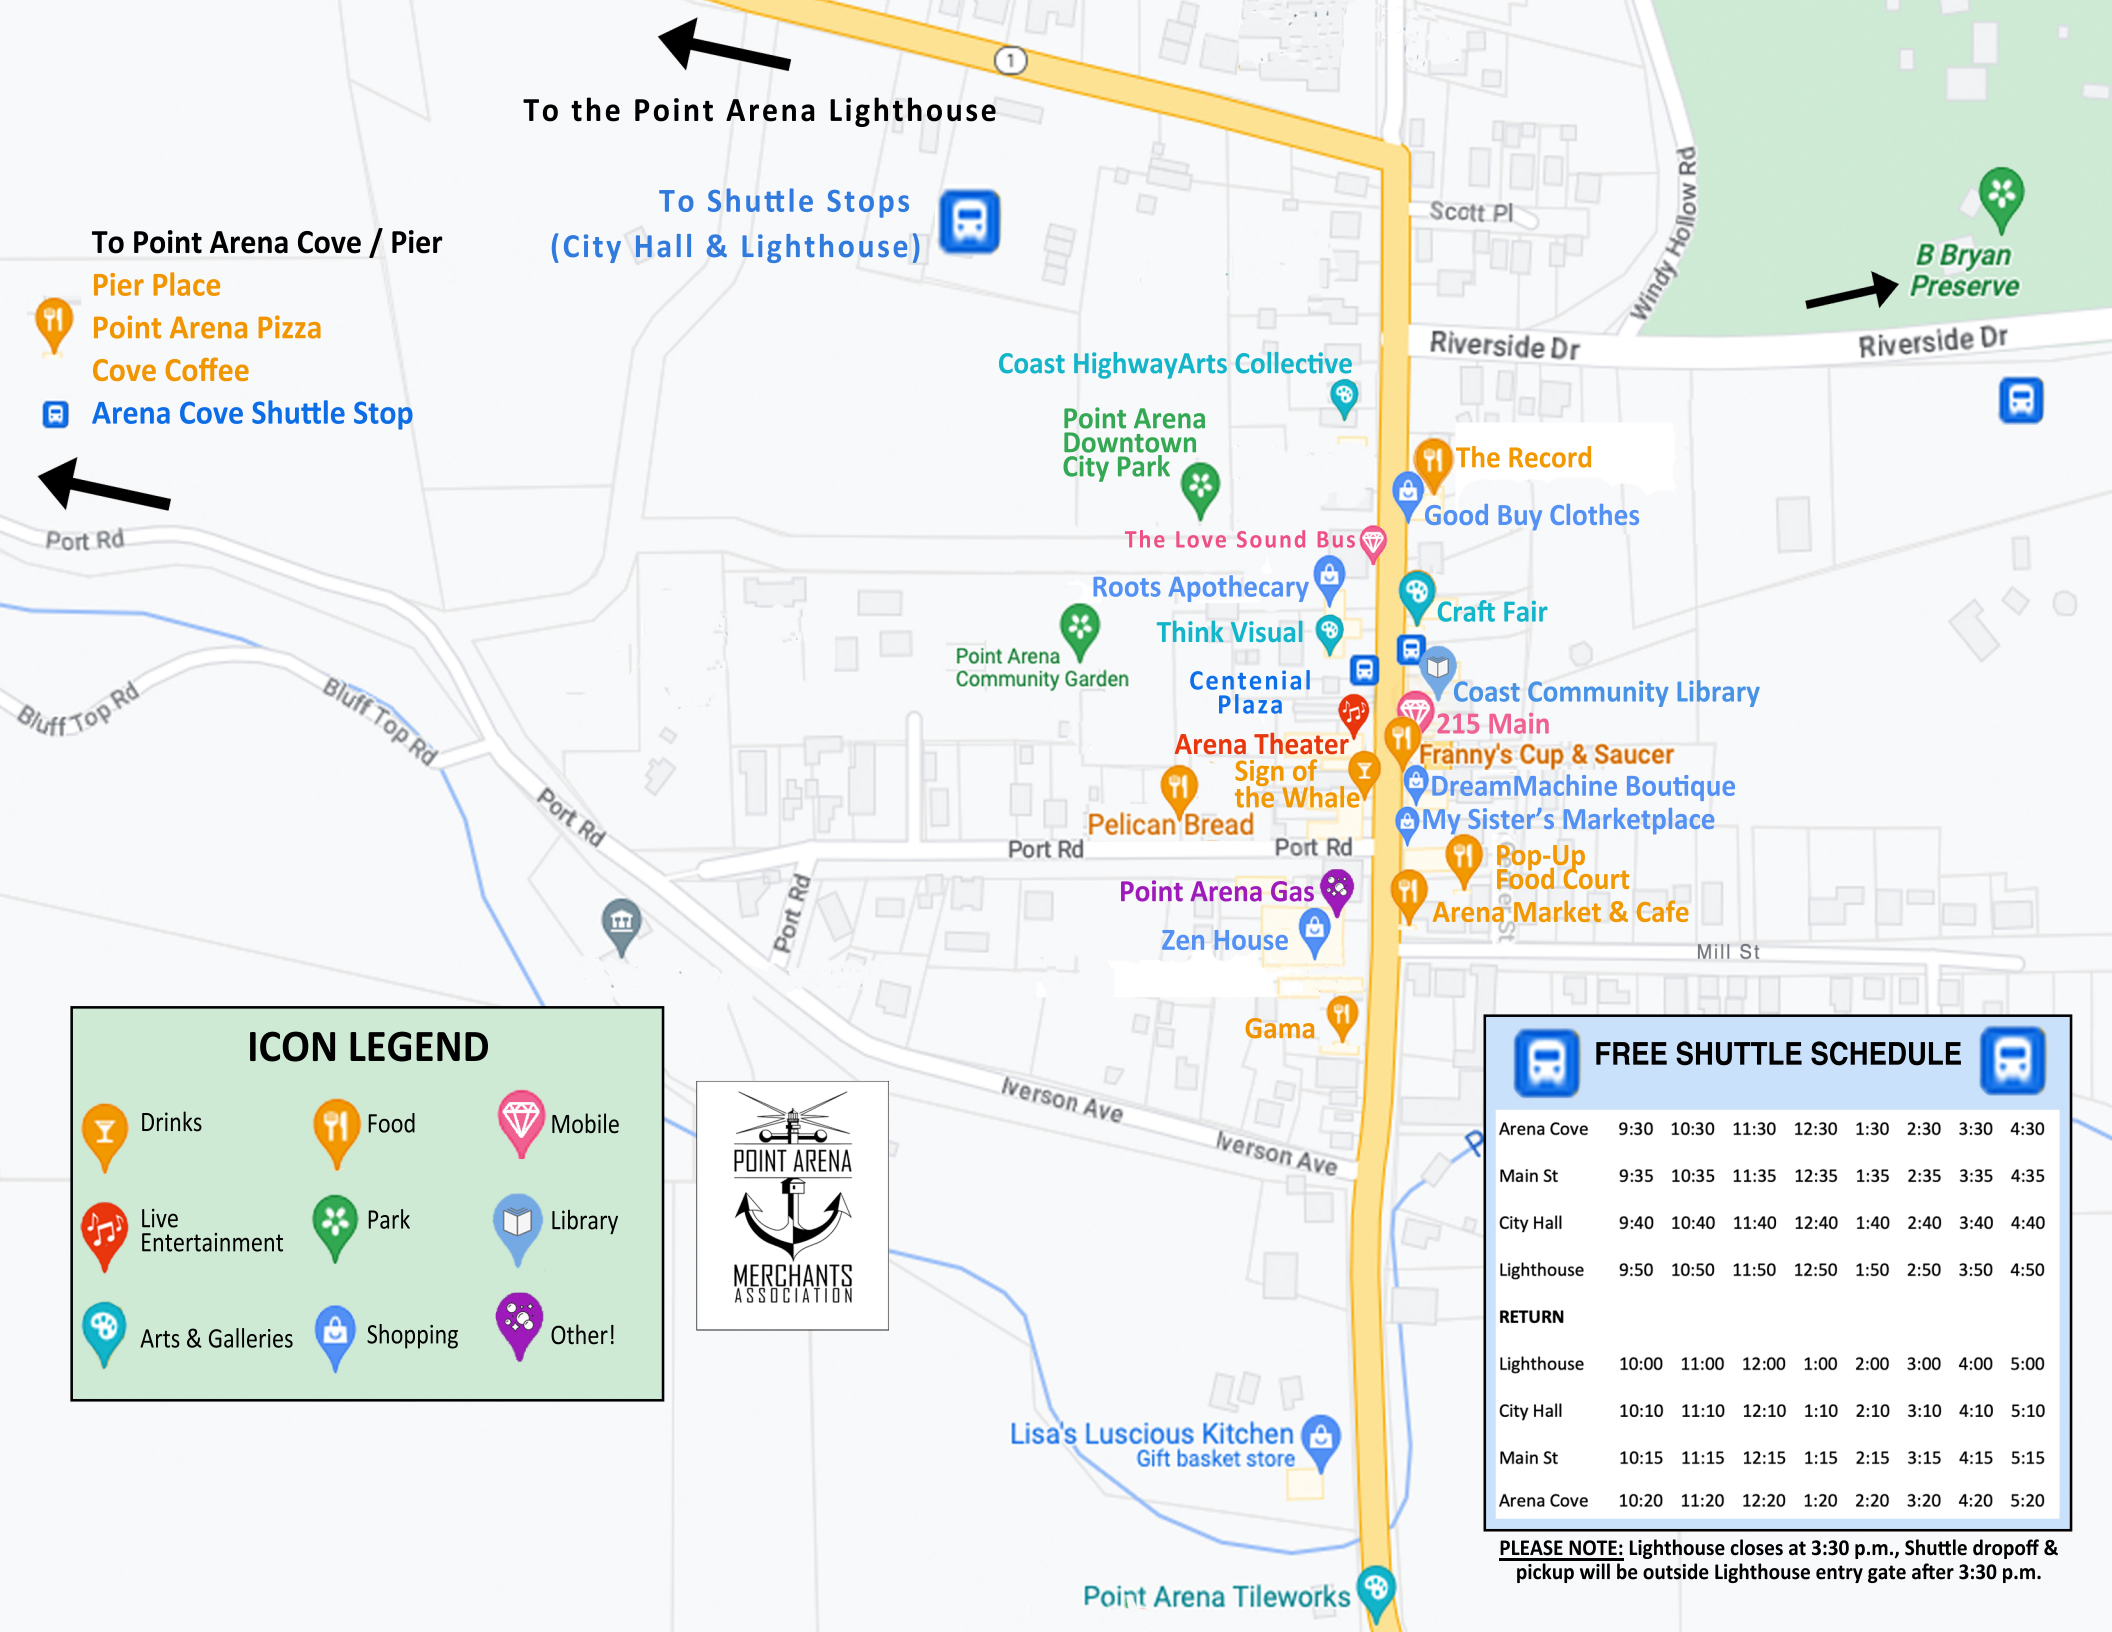 1
To the Point Arena Lighthouse
To Shuttle Stops
(City Hall & Lighthouse)
To Point Arena Cove / Pier
Pier Place
Point Arena Pizza
Cove Coffee
Arena Cove Shuttle Stop
Scott Pl
Windy Hollow Rd
B Bryan
Preserve
Riverside Dr
Riverside Dr
Coast HighwayArts Collective
Point Arena
Downtown
City Park
The Record
Good Buy Clothes
The Love Sound Bus
Roots Apothecary
Craft Fair
Think Visual
Point Arena
Community Garden
Centenial
Plaza
Coast Community Library
215 Main
Arena Theater
Franny's Cup & Saucer
Sign of
the Whale
DreamMachine Boutique
Pelican Bread
My Sister's Marketplace
Port Rd
Bluff Top Rd
Bluff Top Rd
Port Rd
Port Rd
Port Rd
Port Rd
Pop-Up
Food Court
Point Arena Gas
Arena Market & Cafe
Zen House
Mill St
Gama
Iverson Ave
Iverson Ave
ICON LEGEND
Drinks
Food
Mobile
Live
Entertainment
Park
Library
Arts & Galleries
Shopping
Other!
POINT ARENA
MERCHANTS
ASSOCIATION
Lisa's Luscious Kitchen
Gift basket store
Point Arena Tileworks
FREE SHUTTLE SCHEDULE
Arena Cove 9:30 10:30 11:30 12:30 1:30 2:30 3:30 4:30
Main St 9:35 10:35 11:35 12:35 1:35 2:35 3:35 4:35
City Hall 9:40 10:40 11:40 12:40 1:40 2:40 3:40 4:40
Lighthouse 9:50 10:50 11:50 12:50 1:50 2:50 3:50 4:50
RETURN
Lighthouse 10:00 11:00 12:00 1:00 2:00 3:00 4:00 5:00
City Hall 10:10 11:10 12:10 1:10 2:10 3:10 4:10 5:10
Main St 10:15 11:15 12:15 1:15 2:15 3:15 4:15 5:15
Arena Cove 10:20 11:20 12:20 1:20 2:20 3:20 4:20 5:20
PLEASE NOTE: Lighthouse closes at 3:30 p.m., Shuttle dropoff &
pickup will be outside Lighthouse entry gate after 3:30 p.m.